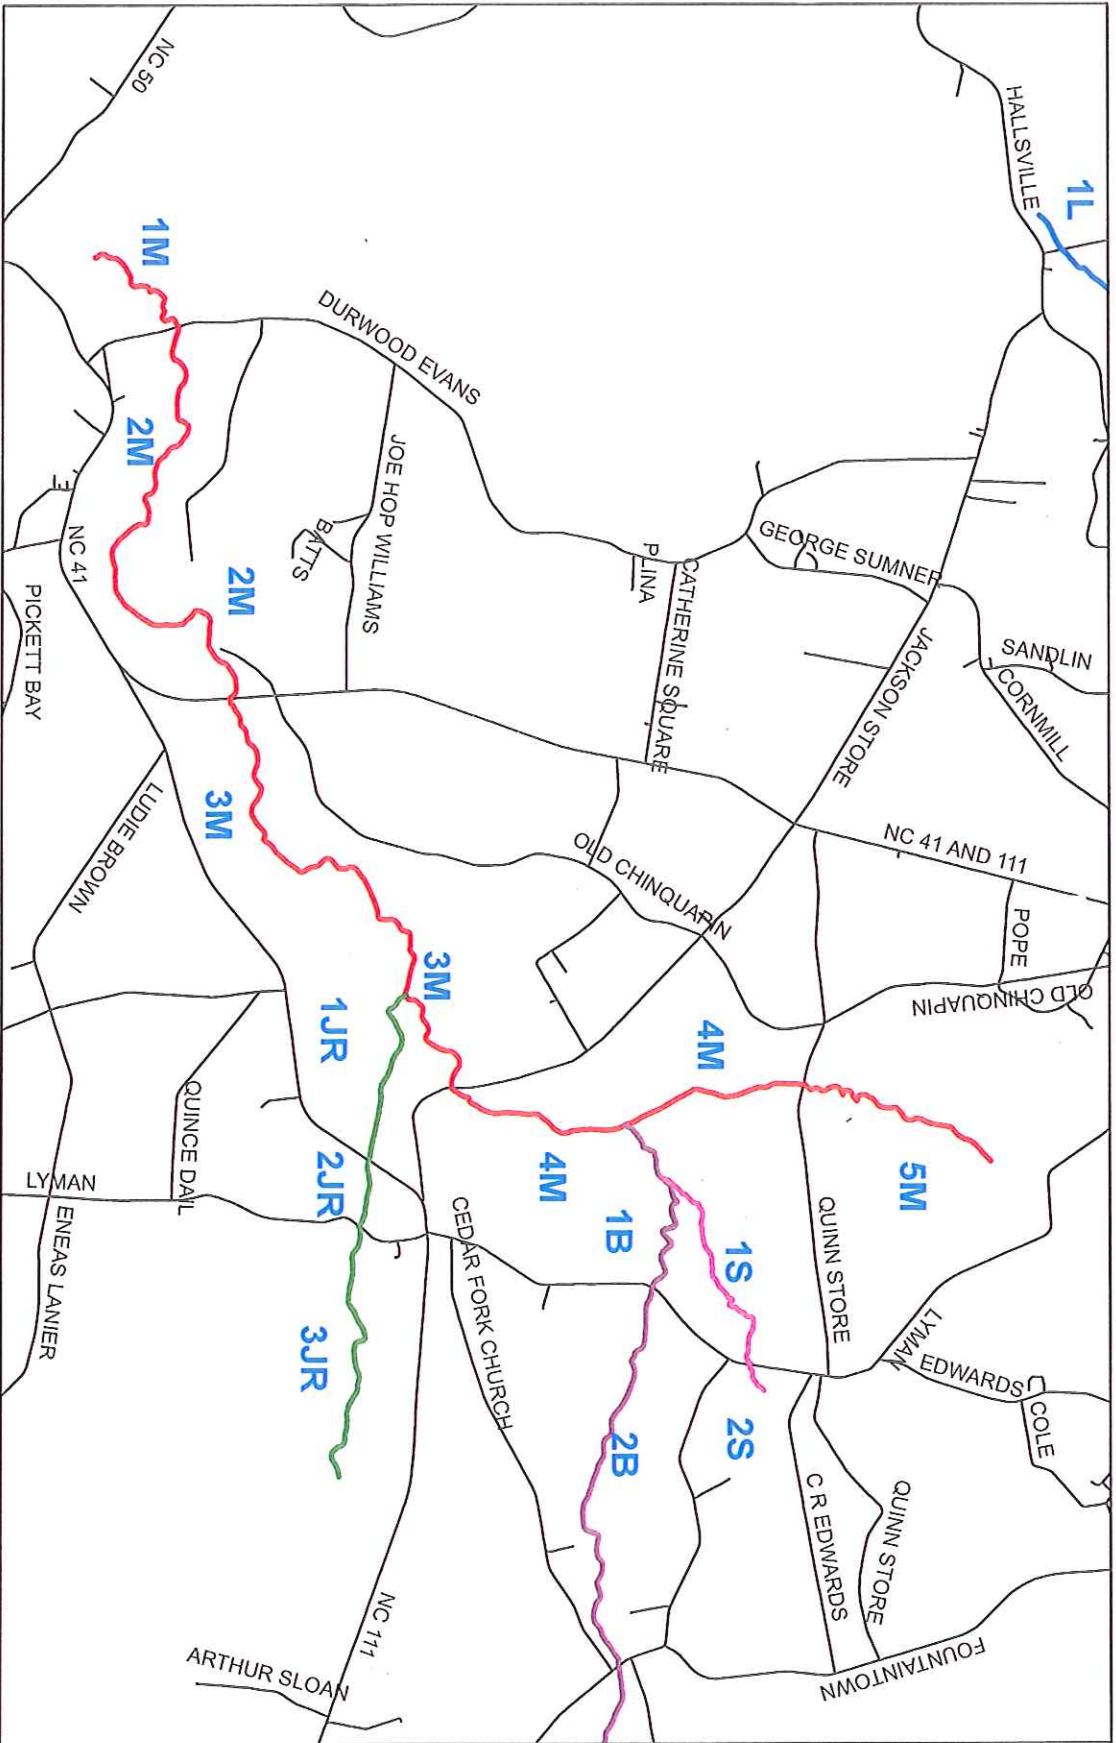 1L
HALLSVILLE
SANDLIN
CORNMILL
POPE
OLD CHINQUAPIN
NC 41 AND 111
COLE
EDWARDS
LYMAN
5M
FOUNTAINTOWN
QUINN STORE
GEORGE SUMNER
JACKSON STORE
QUINN STORE
C R EDWARDS
4M
1S
2S
PLINA
CATHERINE SQUARE
OLD CHINQUAPIN
1B
2B
4M
DURWOOD EVANS
JOE HOP WILLIAMS
BATTS
3M
CEDAR FORK CHURCH
NC 111
1JR
2JR
3JR
2M
3M
ARTHUR SLOAN
NC 50
1M
2M
NC 41
LUDIE BROWN
QUINCE DAIL
PICKETT BAY
LYMAN
ENEAS LANIER